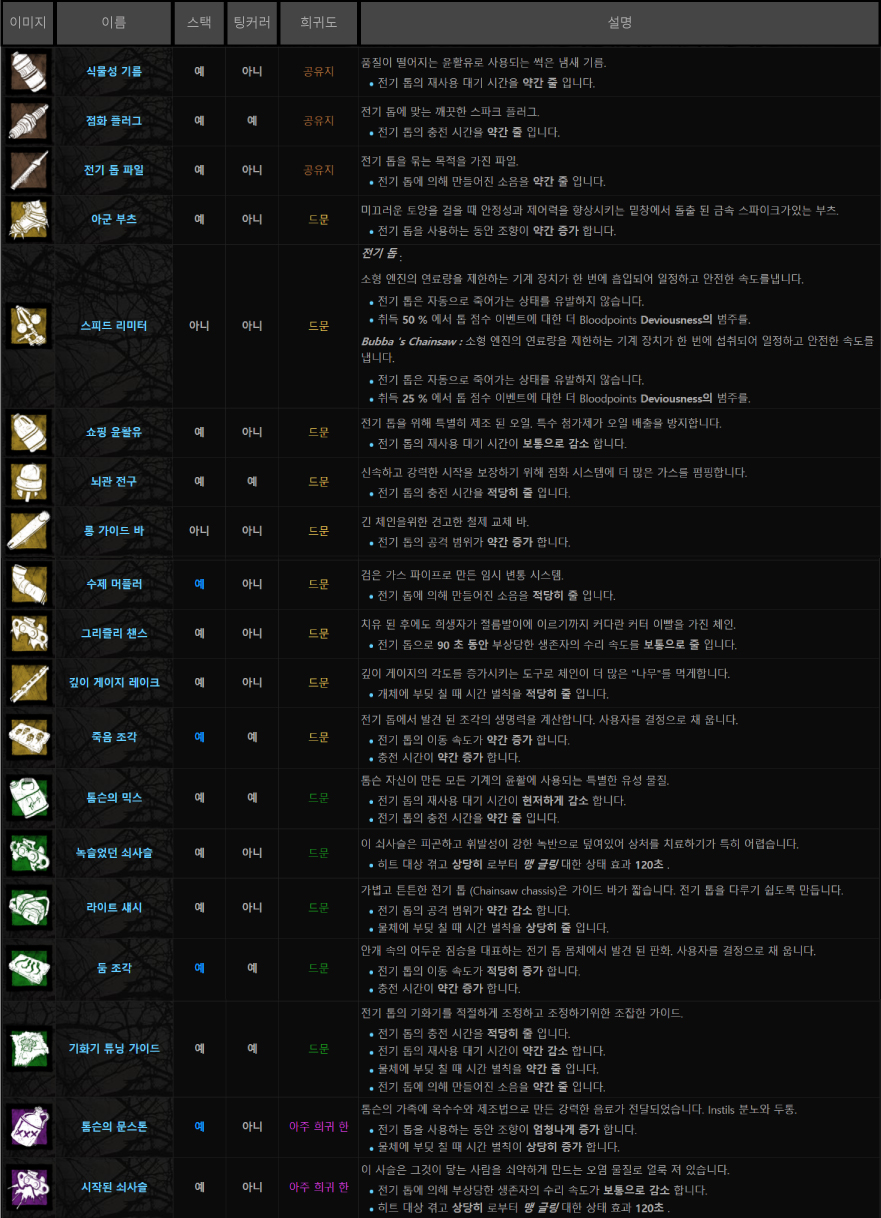 이미지 이름 스택 팅커러 희귀도 설명
식물성 기름 예 아니 공유지
품질이 떨어지는 윤활유로 사용되는 썩은 냄새 기름.
• 전기 톱의 재사용 대기 시간을 약간 줄 입니다.
점화 플러그 예 예 공유지
전기 톱에 맞는 깨끗한 스파크 플러그.
• 전기 톱의 충전 시간을 약간 줄 입니다.
전기 톱 파일 예 아니 공유지
전기 톱을 묶는 목적을 가진 파일.
• 전기 톱에 의해 만들어진 소음을 약간 줄 입니다.
아군 부츠 예 아니 드문
미끄러운 토양을 걸을 때 안정성과 제어력을 향상시키는 밑창에서 돌출 된 금속 스파이크가있는 부츠.
• 전기 톱을 사용하는 동안 조향이 약간 증가 합니다.
스피드 리미터 아니 아니 드문
전기 톱 :
소형 엔진의 연료량을 제한하는 기계 장치가 한 번에 흡입되어 일정하고 안전한 속도를냅니다.
• 전기 톱은 자동으로 죽어가는 상태를 유발하지 않습니다.
• 취득 50 % 에서 톱 점수 이벤트에 대한 더 Bloodpoints Deviousness의 범주를.
Bubba 's Chainsaw : 소형 엔진의 연료량을 제한하는 기계 장치가 한 번에 섭취되어 일정하고 안전한 속도를
냅니다.
• 전기 톱은 자동으로 죽어가는 상태를 유발하지 않습니다.
• 취득 25 % 에서 톱 점수 이벤트에 대한 더 Bloodpoints Deviousness의 범주를.
쇼핑 윤활유 예 아니 드문
전기 톱을 위해 특별히 제조 된 오일. 특수 첨가제가 오일 배출을 방지합니다.
• 전기 톱의 재사용 대기 시간이 보통으로 감소 합니다.
뇌관 전구 예 예 드문
신속하고 강력한 시작을 보장하기 위해 점화 시스템에 더 많은 가스를 펌핑합니다.
• 전기 톱의 충전 시간을 적당히 줄 입니다.
롱 가이드 바 아니 아니 드문
긴 체인을위한 견고한 철제 교체 바.
• 전기 톱의 공격 범위가 약간 증가 합니다.
수제 머플러 예 아니 드문
검은 가스 파이프로 만든 임시 변통 시스템.
• 전기 톱에 의해 만들어진 소음을 적당히 줄 입니다.
그리즐리 챈스 예 아니 드문
치유 된 후에도 희생자가 절름발이에 이르기까지 커다란 커터 이빨을 가진 체인.
• 전기 톱으로 90 초 동안 부상당한 생존자의 수리 속도를 보통으로 줄 입니다.
깊이 게이지 레이크 예 아니 드문
깊이 게이지의 각도를 증가시키는 도구로 체인이 더 많은 "나무"를 먹게합니다.
• 개체에 부딪 칠 때 시간 벌칙을 적당히 줄 입니다.
죽음 조각 예 예 드문
전기 톱에서 발견 된 조각의 생명력을 계산합니다. 사용자를 결정으로 채 웁니다.
• 전기 톱의 이동 속도가 약간 증가 합니다.
• 충전 시간이 약간 증가 합니다.
톰슨의 믹스 예 예 드문
톰슨 자신이 만든 모든 기계의 윤활에 사용되는 특별한 유성 물질.
• 전기 톱의 재사용 대기 시간이 현저하게 감소 합니다.
• 전기 톱의 충전 시간을 약간 줄 입니다.
녹슬었던 쇠사슬 예 아니 드문
이 쇠사슬은 피곤하고 휘발성이 강한 녹반으로 덮여있어 상처를 치료하기가 특히 어렵습니다.
• 히트 대상 겪고 상당히 로부터 맹 글링 대한 상태 효과 120초 .
라이트 섀시 예 아니 드문
가볍고 튼튼한 전기 톱 (Chainsaw chassis)은 가이드 바가 짧습니다. 전기 톱을 다루기 쉽도록 만듭니다.
• 전기 톱의 공격 범위가 약간 감소 합니다.
• 물체에 부딪 칠 때 시간 벌칙을 상당히 줄 입니다.
둠 조각 예 예 드문
안개 속의 어두운 짐승을 대표하는 전기 톱 몸체에서 발견 된 판화. 사용자를 결정으로 채 웁니다.
• 전기 톱의 이동 속도가 적당히 증가 합니다.
• 충전 시간이 약간 증가 합니다.
기화기 튜닝 가이드 예 예 드문
전기 톱의 기화기를 적절하게 조정하고 조정하기위한 조잡한 가이드.
• 전기 톱의 충전 시간을 적당히 줄 입니다.
• 전기 톱의 재사용 대기 시간이 약간 감소 합니다.
• 물체에 부딪 칠 때 시간 벌칙을 약간 줄 입니다.
• 전기 톱에 의해 만들어진 소음을 약간 줄 입니다.
톰슨의 문스톤 예 아니 아주 희귀 한
톰슨의 가족에 옥수수와 제조법으로 만든 강력한 음료가 전달되었습니다. Instils 분노와 두통.
• 전기 톱을 사용하는 동안 조향이 엄청나게 증가 합니다.
• 물체에 부딪 칠 때 시간 벌칙이 상당히 증가 합니다.
시작된 쇠사슬 예 아니 아주 희귀 한
이 사슬은 그것이 닿는 사람을 쇠약하게 만드는 오염 물질로 얼룩 져 있습니다.
• 전기 톱에 의해 부상당한 생존자의 수리 속도가 보통으로 감소 합니다.
• 히트 대상 겪고 상당히 로부터 맹 글링 대한 상태 효과 120초 .